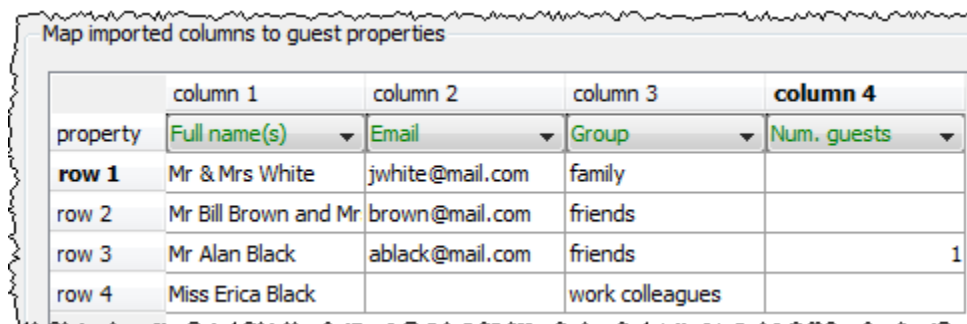 Map imported columns to guest properties
column 1 column 2 column 3 column 4
property Full name(s) Email Group Num. guests
row 1 Mr & Mrs White jwhite@mail.com family
row 2 Mr Bill Brown and Mr brown@mail.com friends
row 3 Mr Alan Black ablack@mail.com friends 1
row 4 Miss Erica Black work colleagues